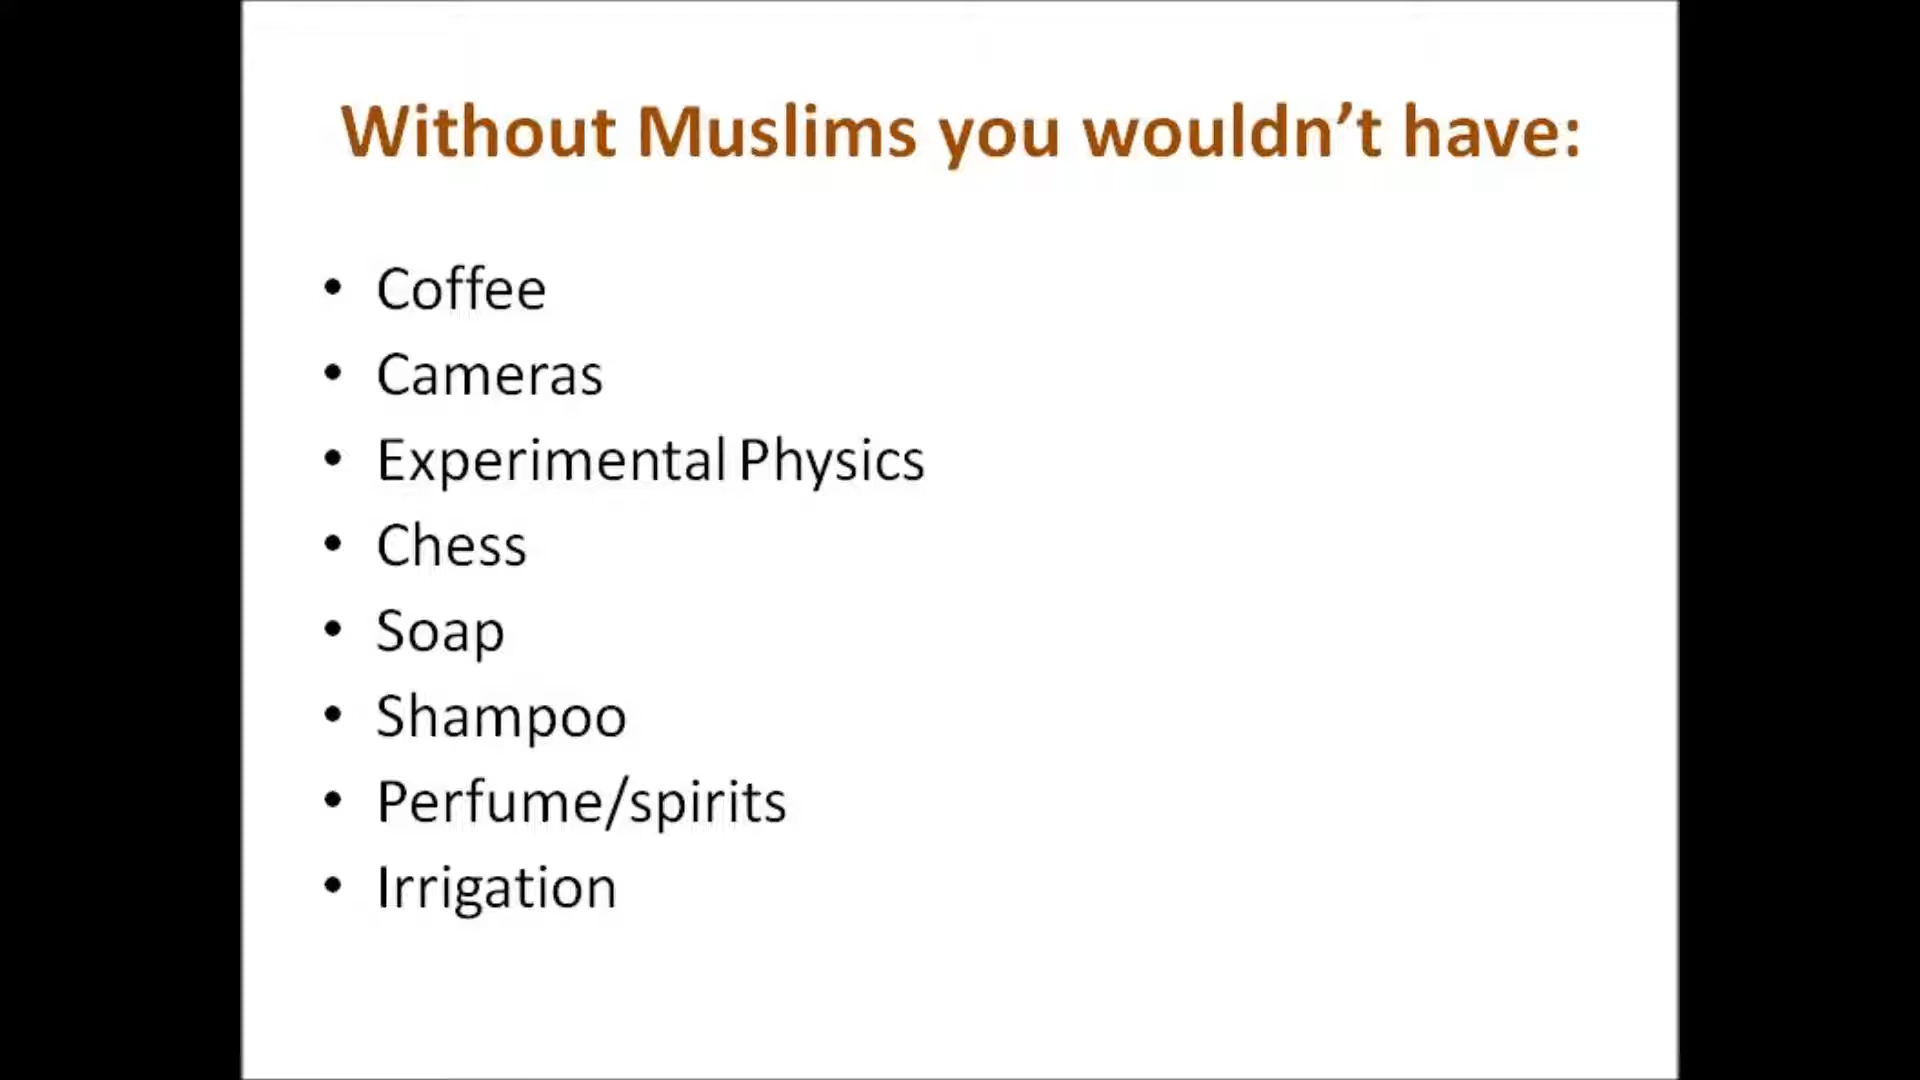 Without Muslims you wouldn't have:
• Coffee
• Cameras
• Experimental Physics
• Chess
• Soap
• Shampoo
• Perfume/spirits
• Irrigation